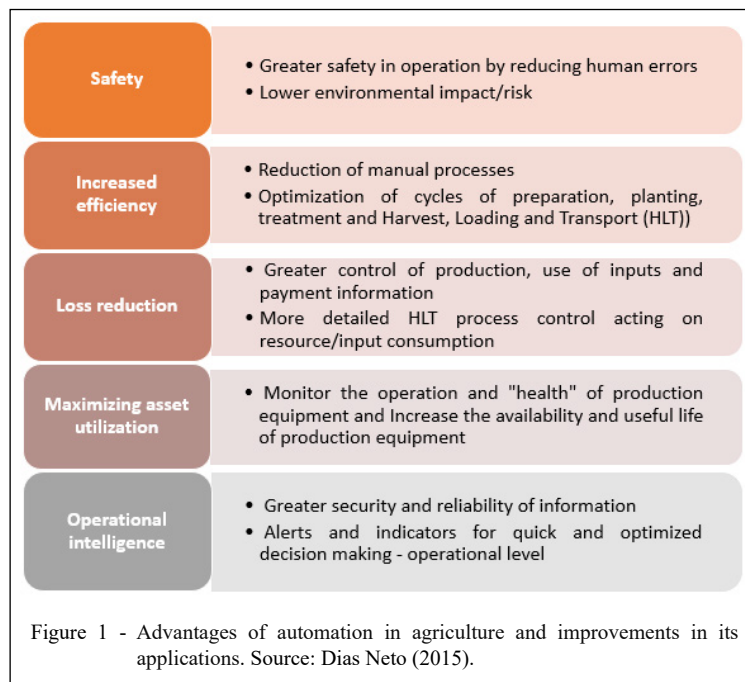 Safety
• Greater safety in operation by reducing human errors
• Lower environmental impact/risk
Increased
efficiency
• Reduction of manual processes
• Optimization of cycles of preparation, planting,
treatment and Harvest, Loading and Transport (HLT))
Loss reduction
• Greater control of production, use of inputs and
payment information
• More detailed HLT process control acting on
resource/input consumption
Maximizing asset
utilization
• Monitor the operation and "health" of production
equipment and Increase the availability and useful life
of production equipment
Operational
intelligence
• Greater security and reliability of information
• Alerts and indicators for quick and optimized
decision making - operational level
Figure 1 - Advantages of automation in agriculture and improvements in its
applications. Source: Dias Neto (2015).